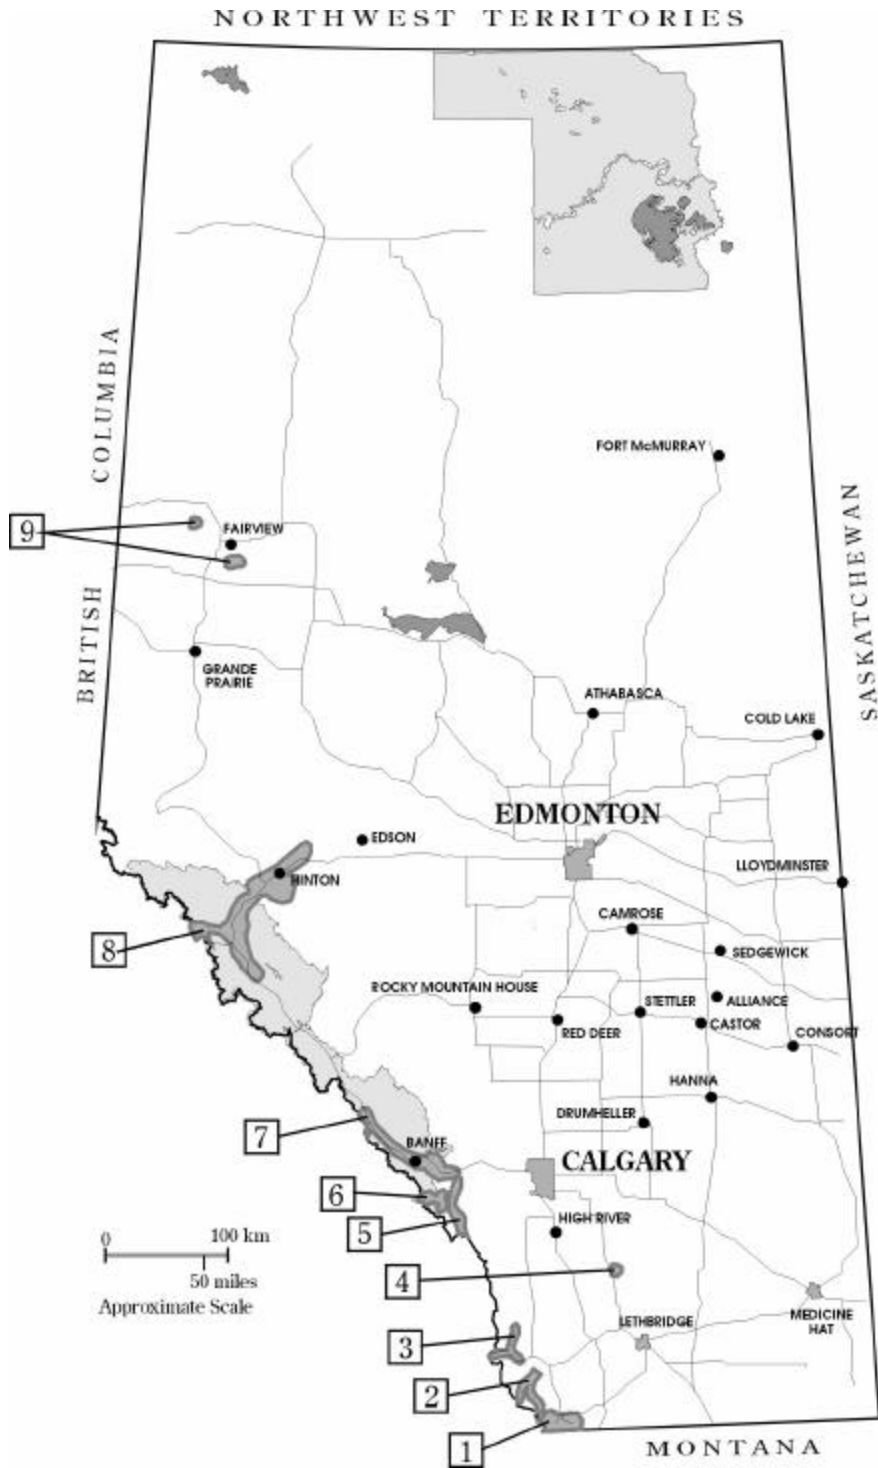 NORTHWEST TERRITORIES
COLUMBIA
FORT McMURRAY
9
FAIRVIEW
SASKATCHEWAN
BRITISH
GRANDE
PRAIRIE
ATHABASCA
COLD LAKE
EDMONTON
EDSON
HINTON
LLOYDMINSTER
CAMROSE
8
SEDGEWICK
ROCKY MOUNTAIN HOUSE
STETTLER
ALLIANCE
RED DEER
CASTOR
CONSORT
HANNA
DRUMHELLER
7
BANFF
CALGARY
6
5
HIGH RIVER
0 100 km
50 miles
Approximate Scale
4
MEDICINE
HAT
LETHBRIDGE
3
2
1
MONTANA